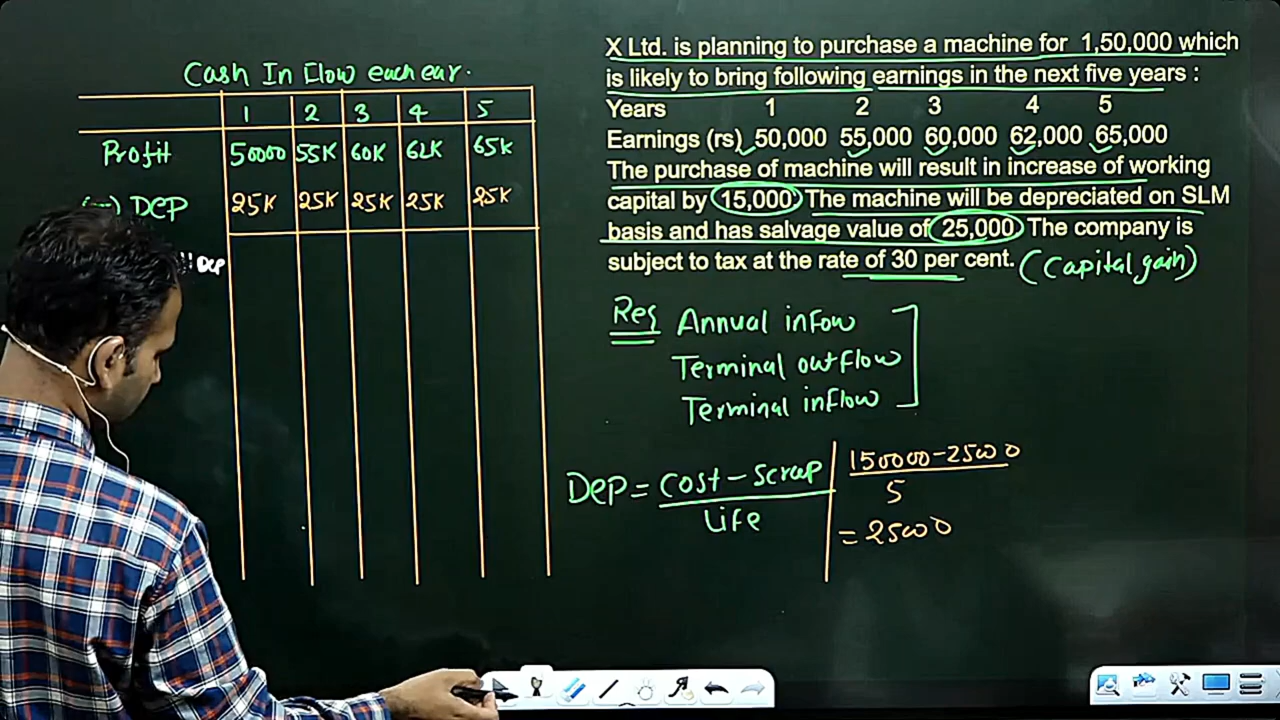 Cash In Flow each ear.
1 2 3 4 5
Profit 50000 55K 60K 62K 65K
DEP 25K 25K 25K 25K 25K
DEP
X Ltd. is planning to purchase a machine for 1,50,000 which
is likely to bring following earnings in the next five years :
Years 1 2 3 4 5
Earnings (rs) 50,000 55,000 60,000 62,000 65,000
The purchase of machine will result in increase of working
capital by 15,000. The machine will be depreciated on SLM
basis and has salvage value of 25,000 The company is
subject to tax at the rate of 30 per cent. (Capital gain)
Req Annual infow
Terminal outflow
Terminal inflow
DEP = Cost - Scrap 150000-25000
Life 5
= 25000